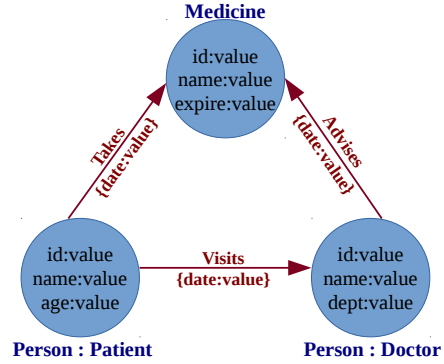 Medicine
id:value
name:value
expire:value
Takes
{date:value}
Advises
{date:value}
id:value
name:value
age:value
Visits
{date:value}
id:value
name:value
dept:value
Person : Patient
Person : Doctor